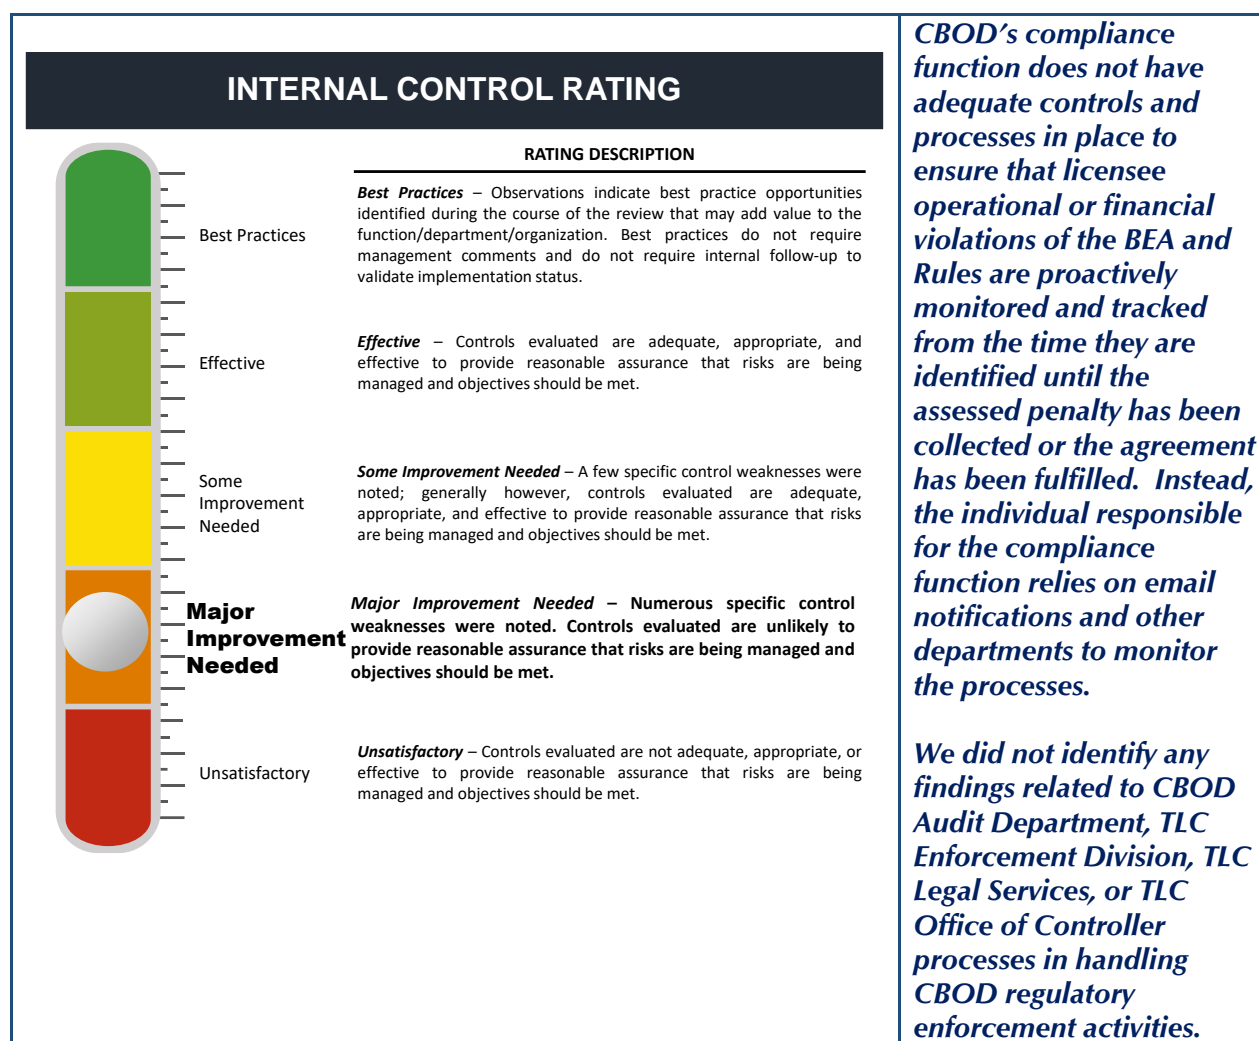 INTERNAL CONTROL RATING
RATING DESCRIPTION
Best Practices
Best Practices – Observations indicate best practice opportunities
identified during the course of the review that may add value to the
function/department/organization. Best practices do not require
management comments and do not require internal follow-up to
validate implementation status.
Effective
Effective – Controls evaluated are adequate, appropriate, and
effective to provide reasonable assurance that risks are being
managed and objectives should be met.
Some
Improvement
Needed
Some Improvement Needed – A few specific control weaknesses were
noted; generally however, controls evaluated are adequate,
appropriate, and effective to provide reasonable assurance that risks
are being managed and objectives should be met.
Major
Improvement
Needed
Major Improvement Needed – Numerous specific control
weaknesses were noted. Controls evaluated are unlikely to
provide reasonable assurance that risks are being managed and
objectives should be met.
Unsatisfactory
Unsatisfactory – Controls evaluated are not adequate, appropriate, or
effective to provide reasonable assurance that risks are being
managed and objectives should be met.
CBOD’s compliance
function does not have
adequate controls and
processes in place to
ensure that licensee
operational or financial
violations of the BEA and
Rules are proactively
monitored and tracked
from the time they are
identified until the
assessed penalty has been
collected or the agreement
has been fulfilled. Instead,
the individual responsible
for the compliance
function relies on email
notifications and other
departments to monitor
the processes.
We did not identify any
findings related to CBOD
Audit Department, TLC
Enforcement Division, TLC
Legal Services, or TLC
Office of Controller
processes in handling
CBOD regulatory
enforcement activities.